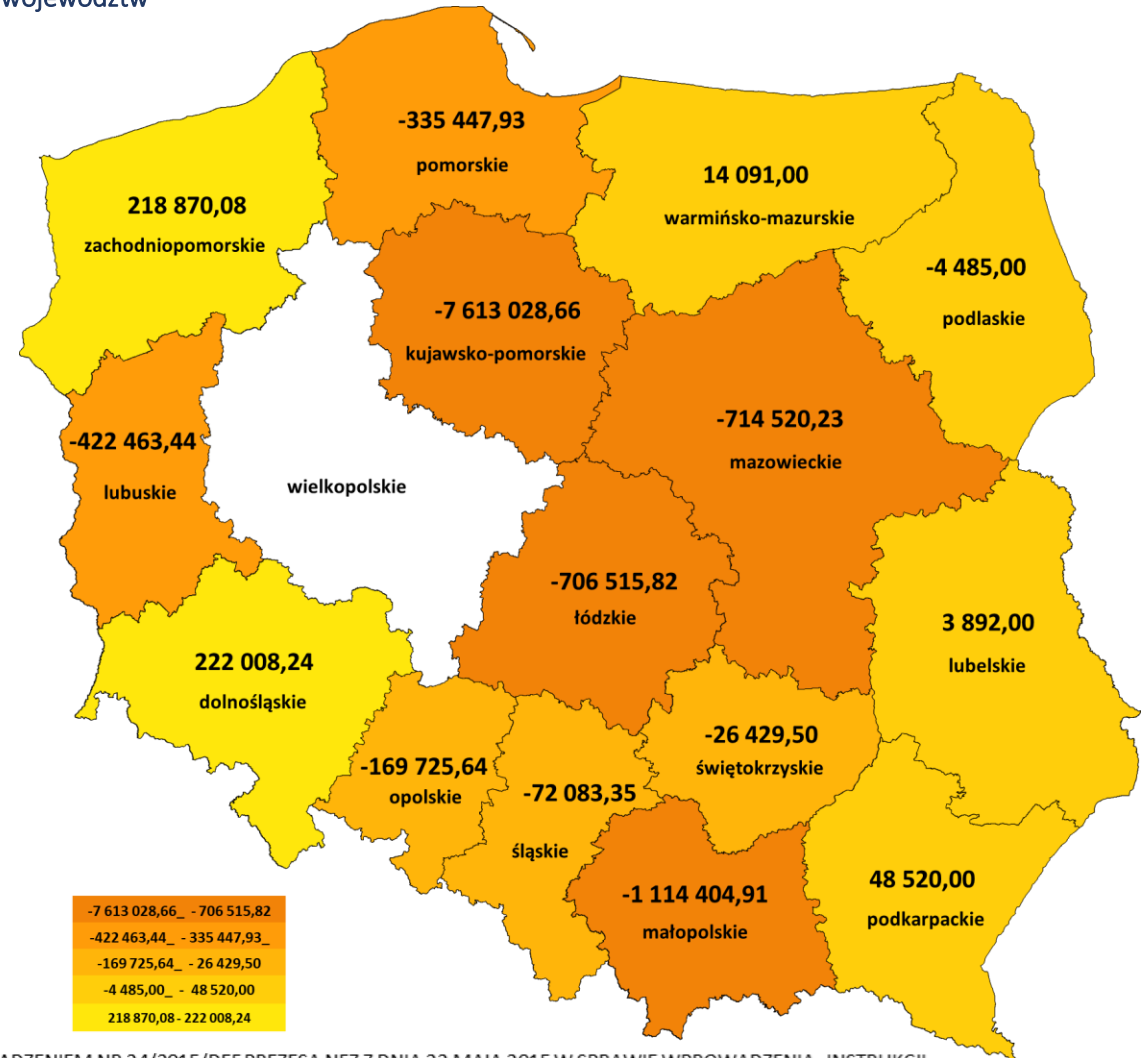 województw
-335 447,93
pomorskie
14 091,00
warmińsko-mazurskie
218 870,08
zachodniopomorskie
-4 485,00
podlaskie
-7 613 028,66
kujawsko-pomorskie
-714 520,23
mazowieckie
-422 463,44
lubuskie
wielkopolskie
-706 515,82
łódzkie
3 892,00
lubelskie
222 008,24
dolnośląskie
-26 429,50
świętokrzyskie
-169 725,64
opolskie
-72 083,35
śląskie
48 520,00
podkarpackie
-1 114 404,91
małopolskie
-7 613 028,66_ - 706 515,82
-422 463,44_ - 335 447,93_
-169 725,64_ - 26 429,50
-4 485,00_ - 48 520,00
218 870,08 - 222 008,24